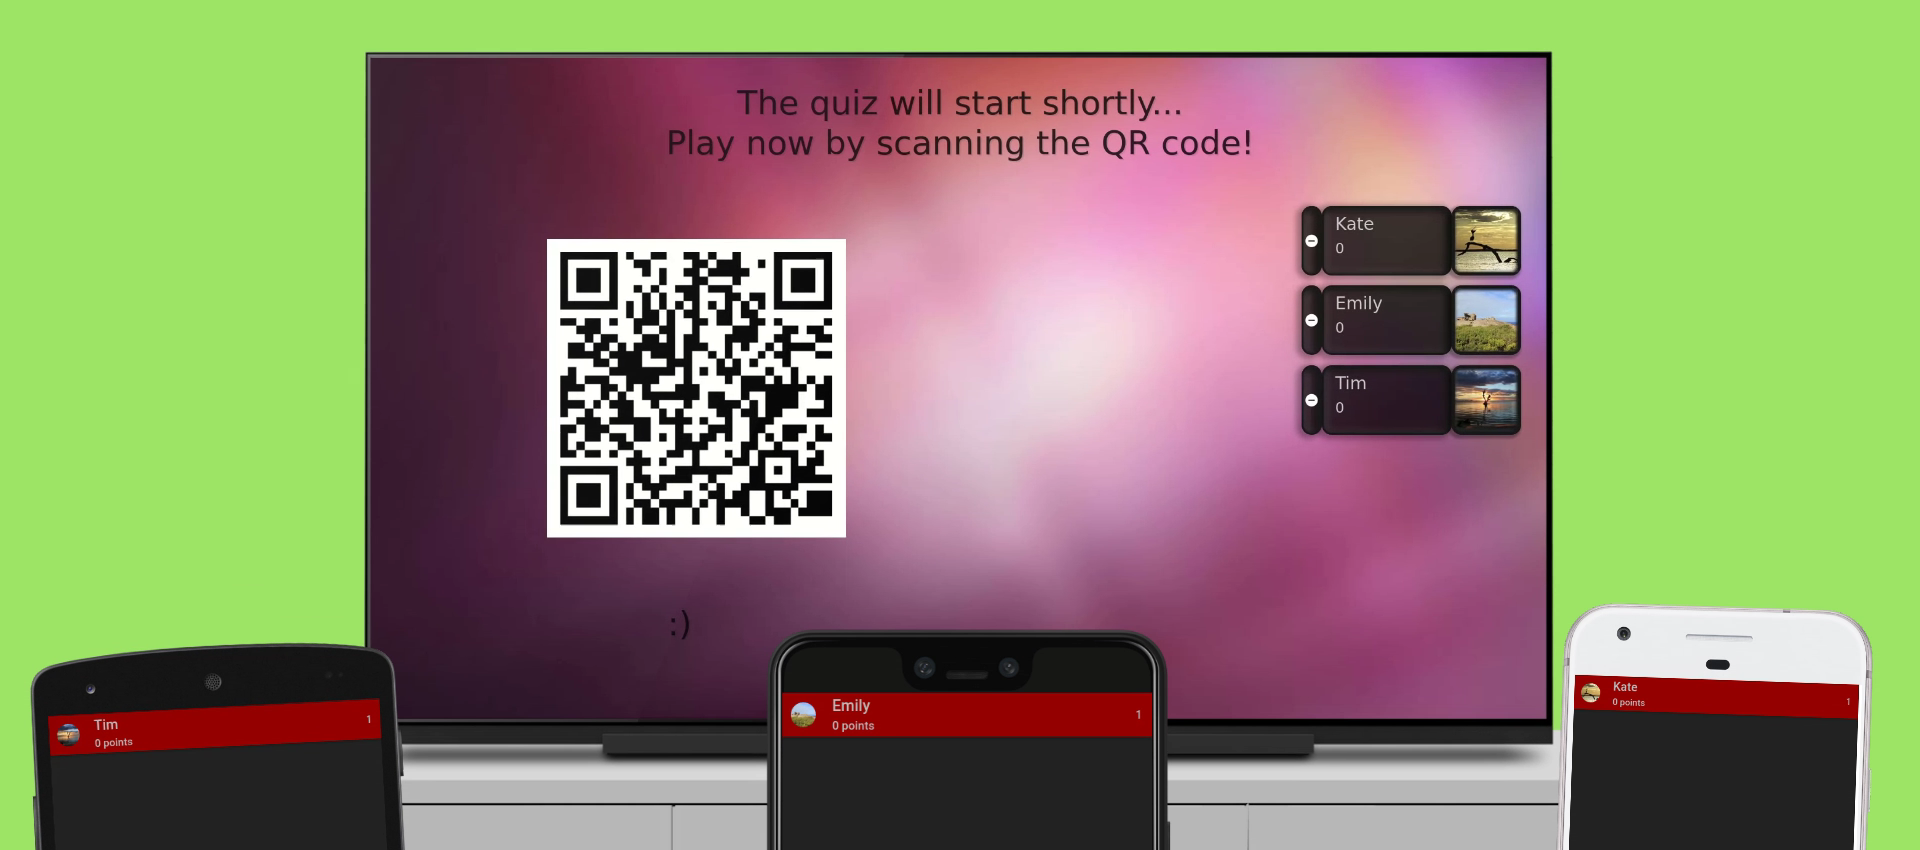 The quiz will start shortly...
Play now by scanning the QR code!
Kate
0
Emily
0
Tim
0
:)
Tim
0 points
1
Emily
0 points
1
Kate
0 points
1